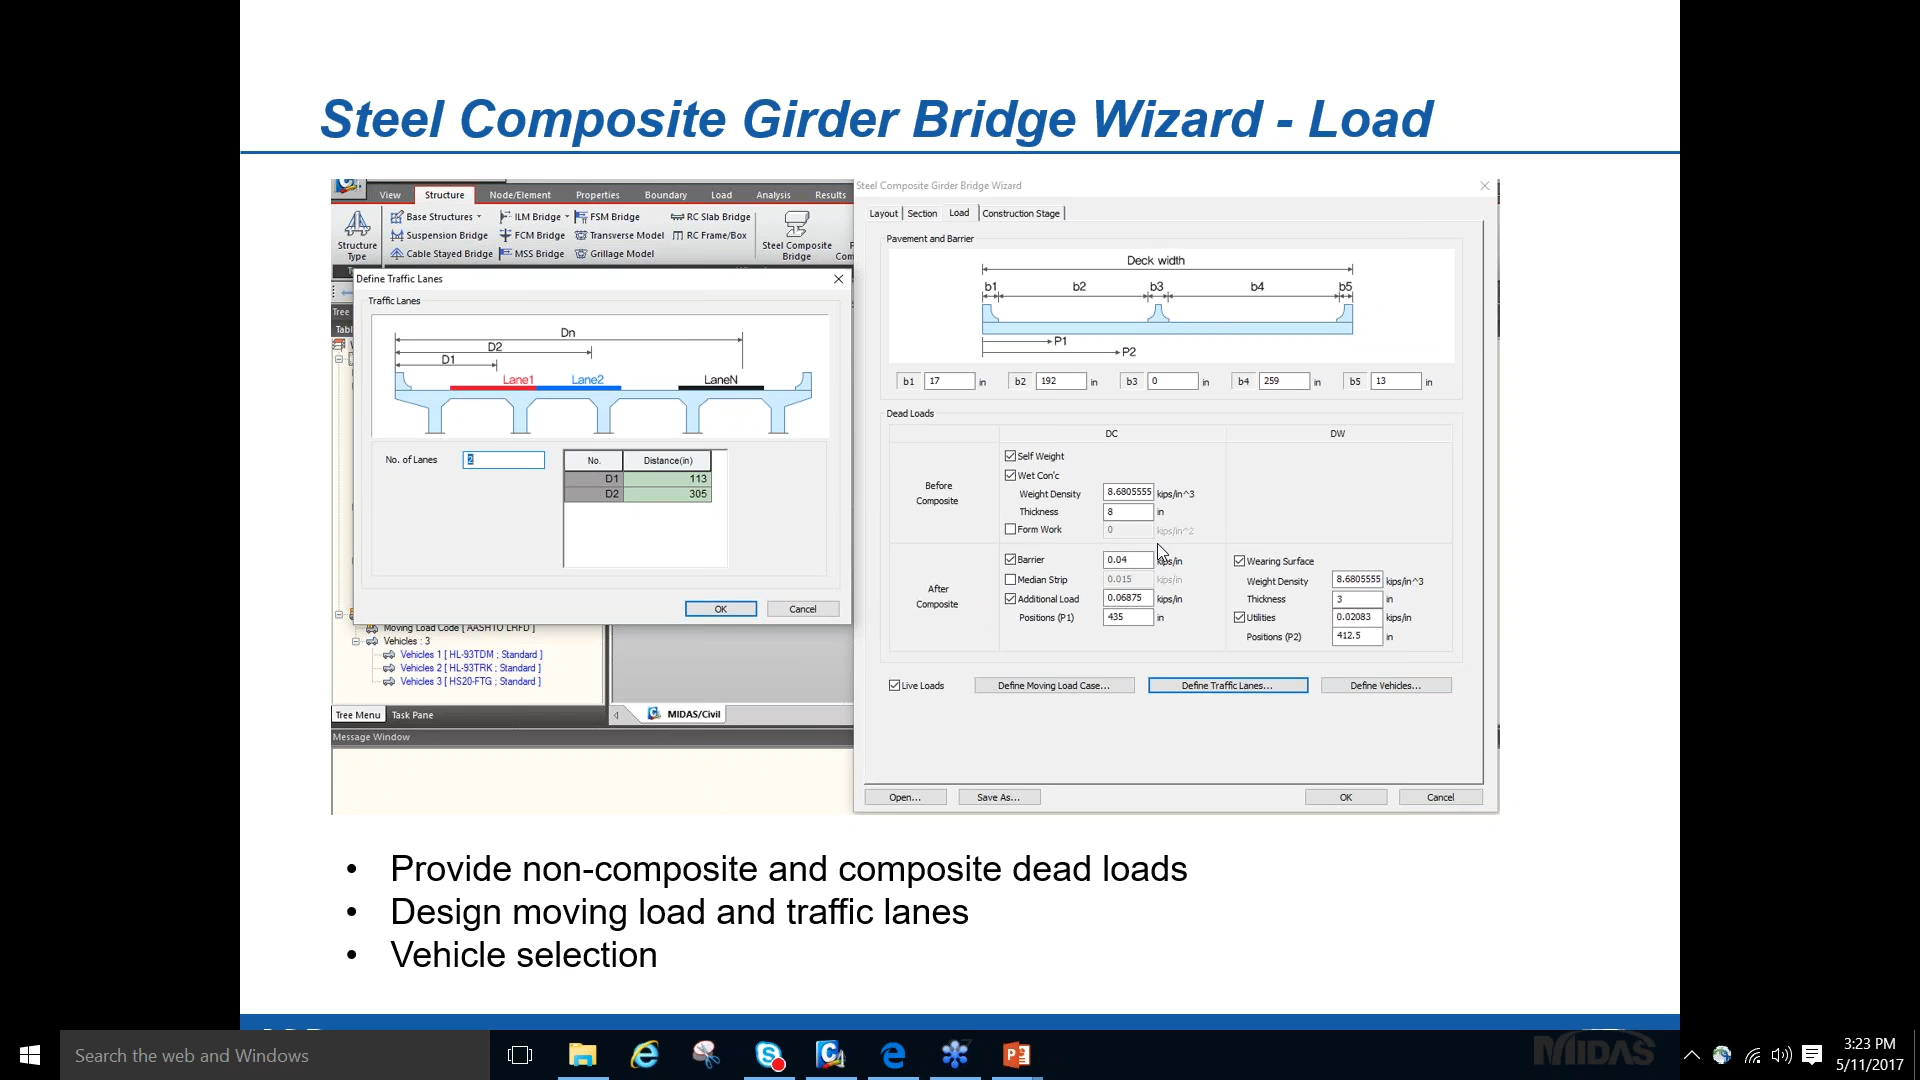 Steel Composite Girder Bridge Wizard - Load
View Structure Node/Element Properties Boundary Load Analysis Results
Structure Type
Base Structures ILM Bridge FSM Bridge RC Slab Bridge
Suspension Bridge FCM Bridge Transverse Model RC Frame/Box
Cable Stayed Bridge MSS Bridge Grillage Model
Steel Composite Bridge
Define Traffic Lanes
Traffic Lanes
Dn
D2
D1
Lane1 Lane2 LaneN
No. of Lanes 2
No. Distance(in)
D1 113
D2 305
OK Cancel
Tree
Moving Load Code [ AASHTO LRFD ]
Vehicles : 3
Vehicles 1 [ HL-93TDM ; Standard ]
Vehicles 2 [ HL-93TRK ; Standard ]
Vehicles 3 [ HS20-FTG ; Standard ]
Tree Menu Task Pane
MIDAS/Civil
Message Window
Steel Composite Girder Bridge Wizard
Layout Section Load Construction Stage
Pavement and Barrier
Deck width
b1 b2 b3 b4 b5
P1
P2
b1 17 in b2 192 in b3 0 in b4 259 in b5 13 in
Dead Loads
DC DW
Before Composite
Self Weight
Wet Con'c
Weight Density 8.6805555 kips/in^3
Thickness 8 in
Form Work 0 kips/in^2
After Composite
Barrier 0.04 kips/in
Median Strip 0.015 kips/in
Additional Load 0.06875 kips/in
Positions (P1) 435 in
Wearing Surface
Weight Density 8.6805555 kips/in^3
Thickness 3 in
Utilities 0.02083 kips/in
Positions (P2) 412.5 in
Live Loads Define Moving Load Case... Define Traffic Lanes... Define Vehicles...
Open... Save As... OK Cancel
• Provide non-composite and composite dead loads
• Design moving load and traffic lanes
• Vehicle selection
MIDAS
Search the web and Windows
3:23 PM
5/11/2017